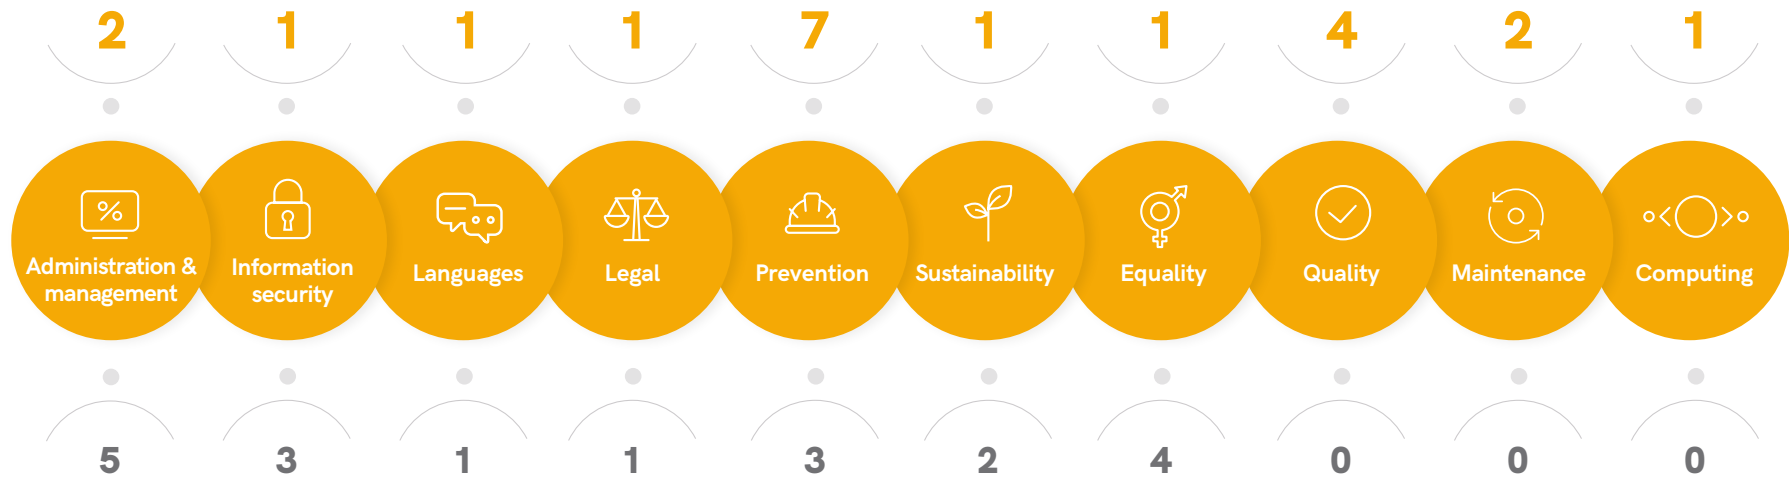 2 1 1 1 7 1 1 4 2 1
%
Administration &
management
Information
security
Languages
Legal
Prevention
Sustainability
Equality
Quality
Maintenance
Computing
5 3 1 1 3 2 4 0 0 0